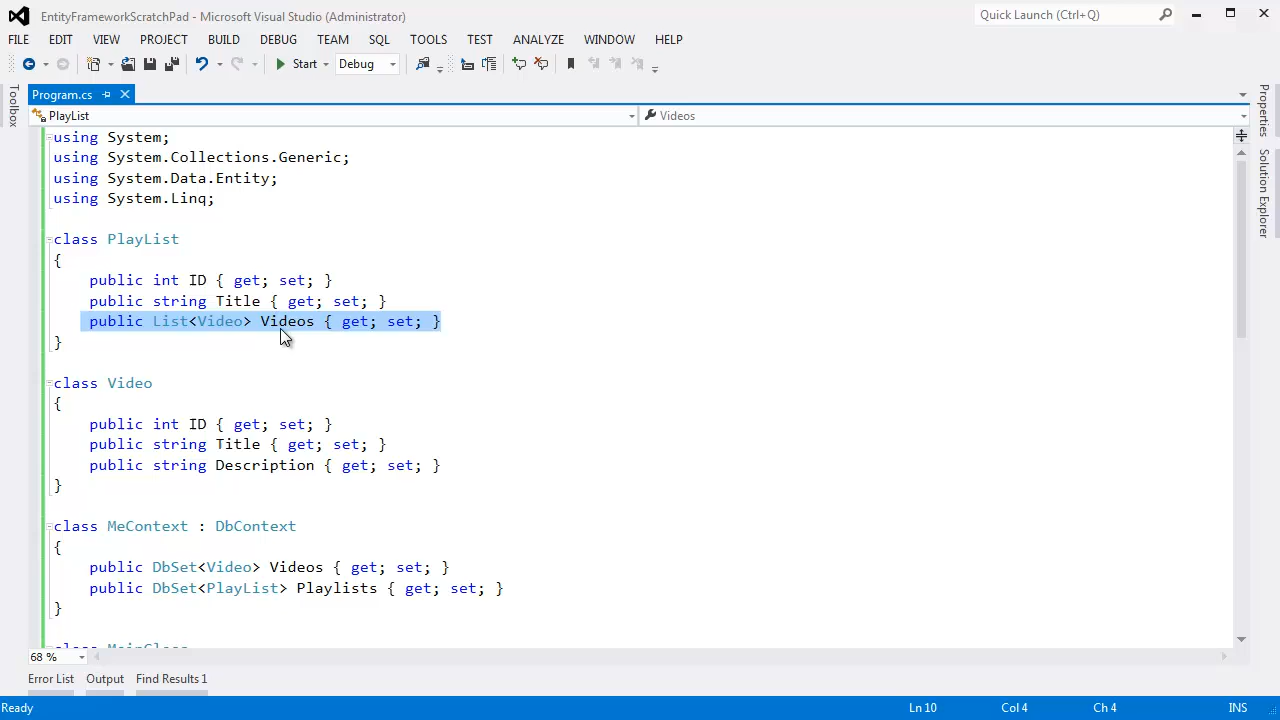 EntityFrameworkScratchPad - Microsoft Visual Studio (Administrator)
Quick Launch (Ctrl+Q)
FILE EDIT VIEW PROJECT BUILD DEBUG TEAM SQL TOOLS TEST ANALYZE WINDOW HELP
Start Debug
Toolbox
Program.cs
PlayList Videos
Properties
Solution Explorer
using System;
using System.Collections.Generic;
using System.Data.Entity;
using System.Linq;
class PlayList
{
public int ID { get; set; }
public string Title { get; set; }
public List<Video> Videos { get; set; }
}
class Video
{
public int ID { get; set; }
public string Title { get; set; }
public string Description { get; set; }
}
class MeContext : DbContext
{
public DbSet<Video> Videos { get; set; }
public DbSet<PlayList> Playlists { get; set; }
}
class MainClass
68 %
Error List Output Find Results 1
Ready Ln 10 Col 4 Ch 4 INS